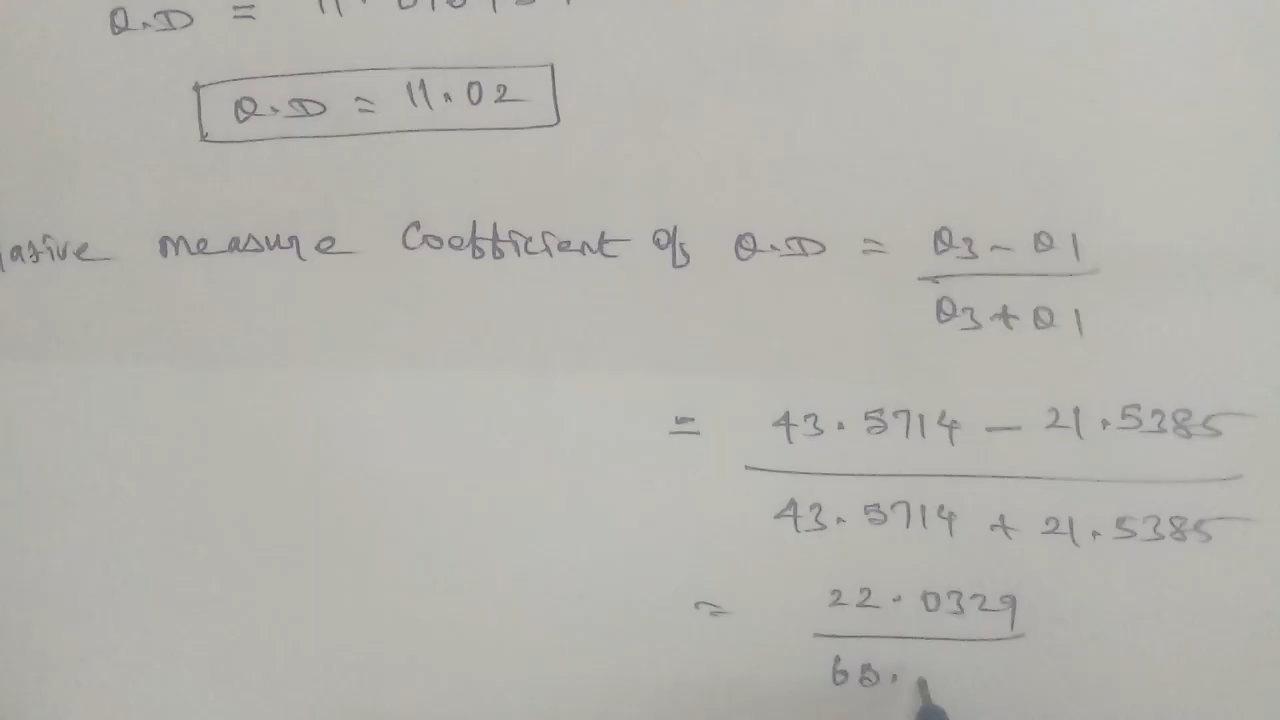 Q.D =
Q.D = 11.02
measure Coefficient of Q.D = Q3 - Q1
Q3 + Q1
= 43.5714 - 21.5385
43.5714 + 21.5385
= 22.0329
65.